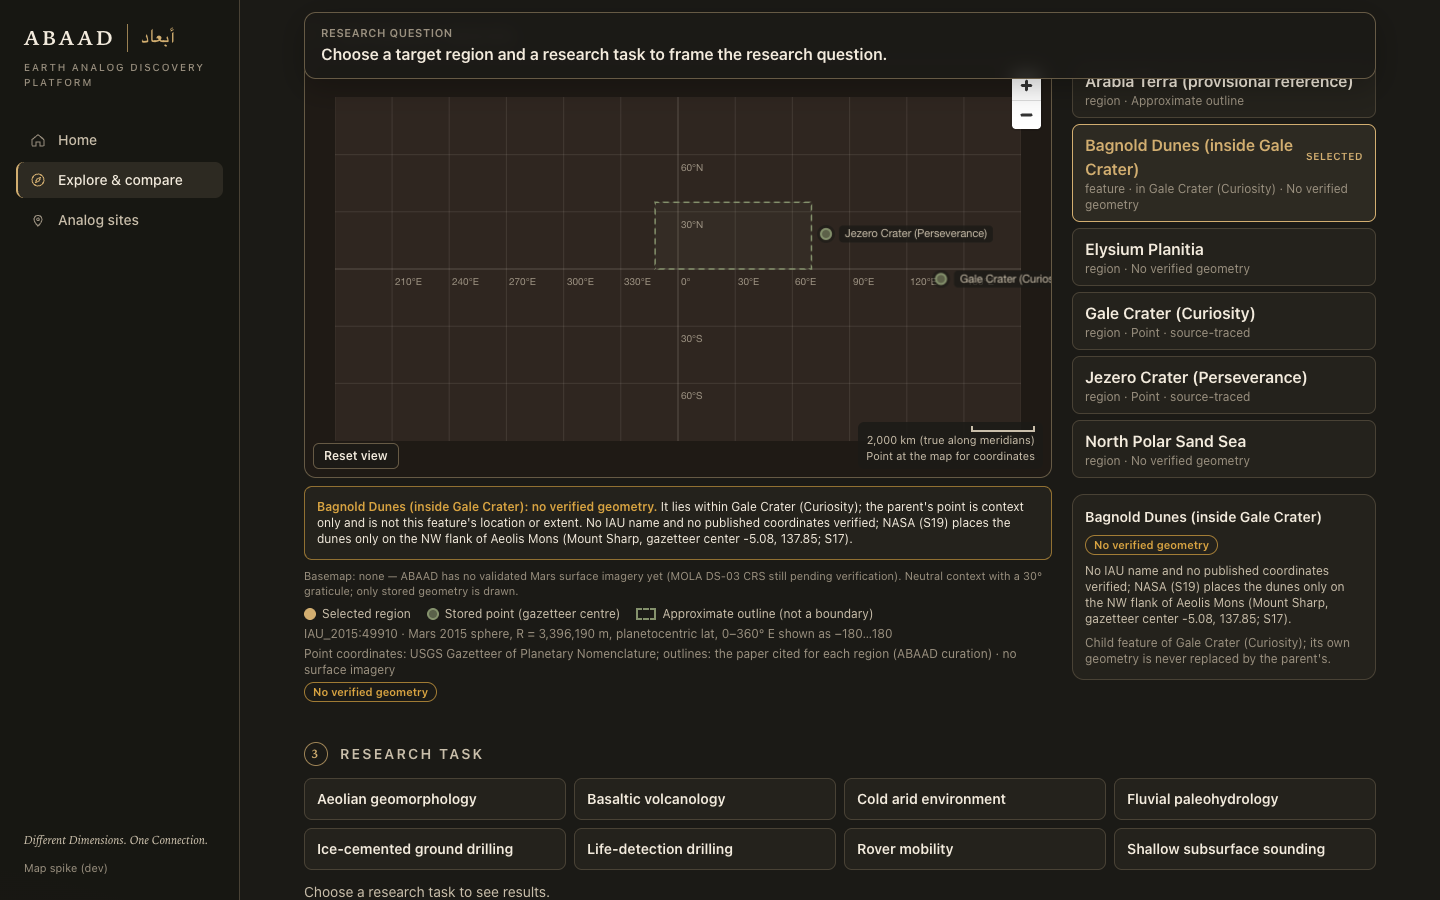 ABAAD
أبعاد
EARTH ANALOG DISCOVERY
PLATFORM
Home
Explore & compare
Analog sites
Different Dimensions. One Connection.
Map spike (dev)
RESEARCH QUESTION
Choose a target region and a research task to frame the research question.
+
−
60°N
30°N
Jezero Crater (Perseverance)
Gale Crater (Curios
210°E
240°E
270°E
300°E
330°E
0°
30°E
60°E
90°E
120°E
30°S
60°S
2,000 km (true along meridians)
Point at the map for coordinates
Reset view
Bagnold Dunes (inside Gale Crater): no verified geometry. It lies within Gale Crater (Curiosity); the parent's point is context
only and is not this feature's location or extent. No IAU name and no published coordinates verified; NASA (S19) places the
dunes only on the NW flank of Aeolis Mons (Mount Sharp, gazetteer center -5.08, 137.85; S17).
Basemap: none — ABAAD has no validated Mars surface imagery yet (MOLA DS-03 CRS still pending verification). Neutral context with a 30°
graticule; only stored geometry is drawn.
Selected region
Stored point (gazetteer centre)
Approximate outline (not a boundary)
IAU_2015:49910 · Mars 2015 sphere, R = 3,396,190 m, planetocentric lat, 0–360° E shown as −180…180
Point coordinates: USGS Gazetteer of Planetary Nomenclature; outlines: the paper cited for each region (ABAAD curation) · no
surface imagery
No verified geometry
Arabia Terra (provisional reference)
region · Approximate outline
Bagnold Dunes (inside Gale
Crater)
SELECTED
feature · in Gale Crater (Curiosity) · No verified
geometry
Elysium Planitia
region · No verified geometry
Gale Crater (Curiosity)
region · Point · source-traced
Jezero Crater (Perseverance)
region · Point · source-traced
North Polar Sand Sea
region · No verified geometry
Bagnold Dunes (inside Gale Crater)
No verified geometry
No IAU name and no published coordinates
verified; NASA (S19) places the dunes only on
the NW flank of Aeolis Mons (Mount Sharp,
gazetteer center -5.08, 137.85; S17).
Child feature of Gale Crater (Curiosity); its own
geometry is never replaced by the parent's.
3
RESEARCH TASK
Aeolian geomorphology
Basaltic volcanology
Cold arid environment
Fluvial paleohydrology
Ice-cemented ground drilling
Life-detection drilling
Rover mobility
Shallow subsurface sounding
Choose a research task to see results.